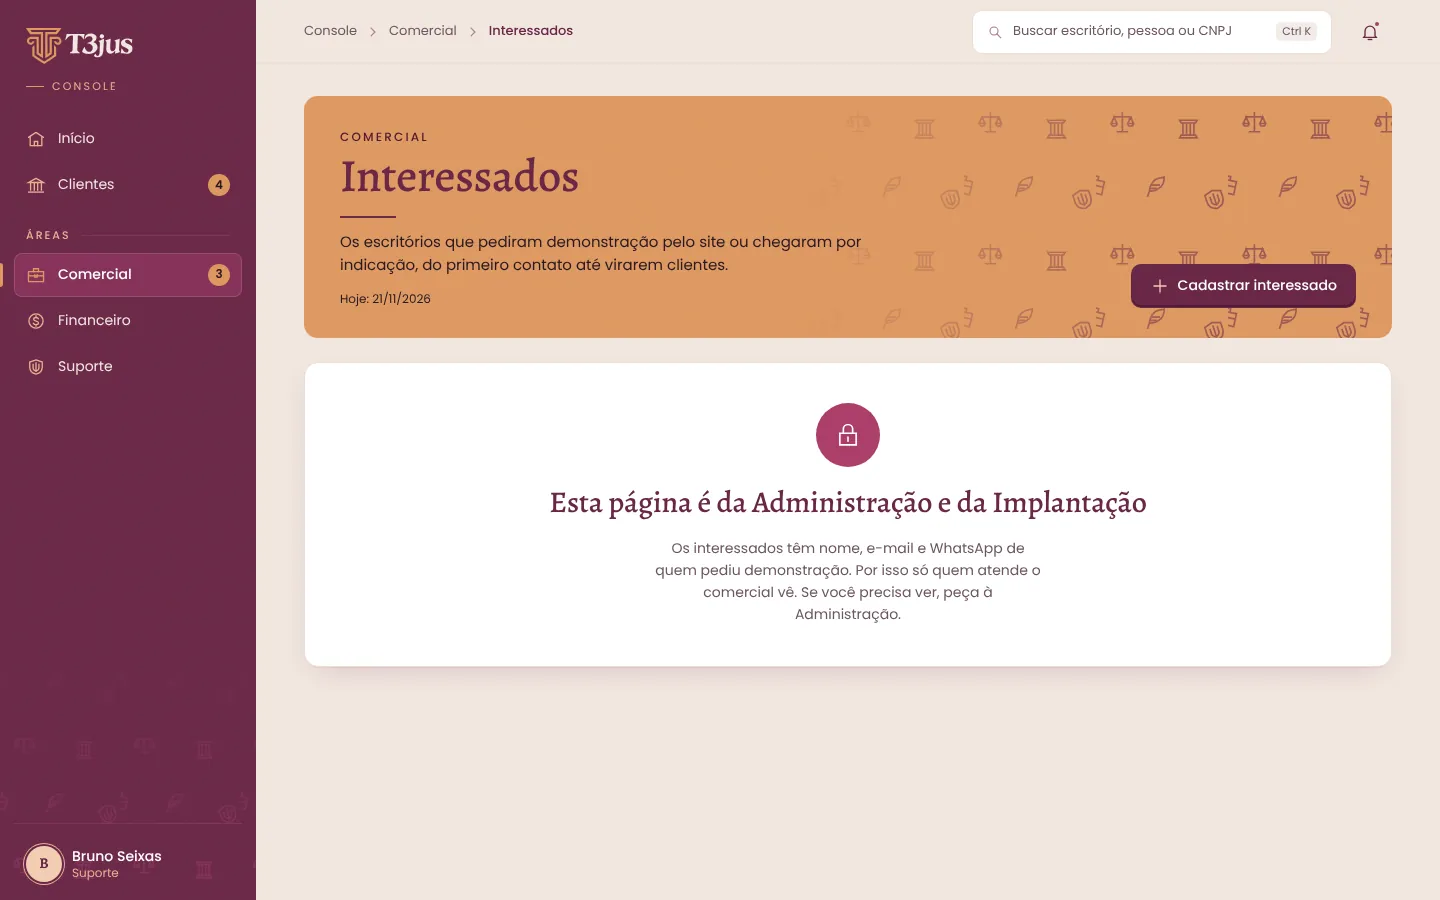 T3jus
CONSOLE
Início
Clientes 4
ÁREAS
Comercial 3
Financeiro
Suporte
B
Bruno Seixas
Suporte
Console > Comercial > Interessados
Buscar escritório, pessoa ou CNPJ Ctrl K
COMERCIAL
Interessados
Os escritórios que pediram demonstração pelo site ou chegaram por
indicação, do primeiro contato até virarem clientes.
Hoje: 21/11/2026
Cadastrar interessado
Esta página é da Administração e da Implantação
Os interessados têm nome, e-mail e WhatsApp de
quem pediu demonstração. Por isso só quem atende o
comercial vê. Se você precisa ver, peça à
Administração.